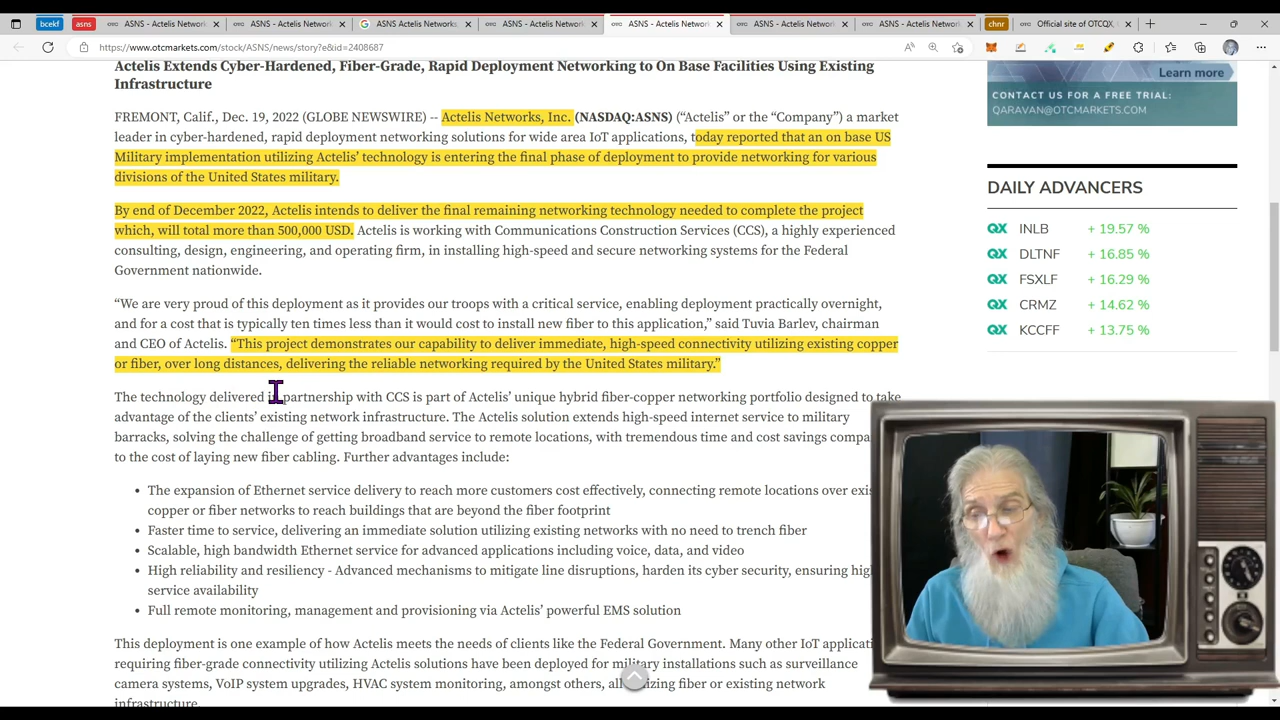 bcekf
asns
ASNS - Actelis Network
ASNS - Actelis Network
ASNS Actelis Networks
ASNS - Actelis Network
ASNS - Actelis Network
ASNS - Actelis Network
ASNS - Actelis Network
chnr
Official site of OTCQX,
https://www.otcmarkets.com/stock/ASNS/news/story?e&id=2408687
Actelis Extends Cyber-Hardened, Fiber-Grade, Rapid Deployment Networking to On Base Facilities Using Existing
Infrastructure
FREMONT, Calif., Dec. 19, 2022 (GLOBE NEWSWIRE) -- Actelis Networks, Inc. (NASDAQ:ASNS) (“Actelis” or the “Company”) a market
leader in cyber-hardened, rapid deployment networking solutions for wide area IoT applications, today reported that an on base US
Military implementation utilizing Actelis’ technology is entering the final phase of deployment to provide networking for various
divisions of the United States military.
By end of December 2022, Actelis intends to deliver the final remaining networking technology needed to complete the project
which, will total more than 500,000 USD. Actelis is working with Communications Construction Services (CCS), a highly experienced
consulting, design, engineering, and operating firm, in installing high-speed and secure networking systems for the Federal
Government nationwide.
“We are very proud of this deployment as it provides our troops with a critical service, enabling deployment practically overnight,
and for a cost that is typically ten times less than it would cost to install new fiber to this application,” said Tuvia Barlev, chairman
and CEO of Actelis. “This project demonstrates our capability to deliver immediate, high-speed connectivity utilizing existing copper
or fiber, over long distances, delivering the reliable networking required by the United States military.”
The technology delivered in partnership with CCS is part of Actelis’ unique hybrid fiber-copper networking portfolio designed to take
advantage of the clients’ existing network infrastructure. The Actelis solution extends high-speed internet service to military
barracks, solving the challenge of getting broadband service to remote locations, with tremendous time and cost savings compa
to the cost of laying new fiber cabling. Further advantages include:
• The expansion of Ethernet service delivery to reach more customers cost effectively, connecting remote locations over exis
copper or fiber networks to reach buildings that are beyond the fiber footprint
• Faster time to service, delivering an immediate solution utilizing existing networks with no need to trench fiber
• Scalable, high bandwidth Ethernet service for advanced applications including voice, data, and video
• High reliability and resiliency - Advanced mechanisms to mitigate line disruptions, harden its cyber security, ensuring hig
service availability
• Full remote monitoring, management and provisioning via Actelis’ powerful EMS solution
This deployment is one example of how Actelis meets the needs of clients like the Federal Government. Many other IoT applicati
requiring fiber-grade connectivity utilizing Actelis solutions have been deployed for military installations such as surveillance
camera systems, VoIP system upgrades, HVAC system monitoring, amongst others, all utilizing fiber or existing network
infrastructure.
Learn more
CONTACT US FOR A FREE TRIAL:
QARAVAN@OTCMARKETS.COM
DAILY ADVANCERS
QX INLB + 19.57 %
QX DLTNF + 16.85 %
QX FSXLF + 16.29 %
QX CRMZ + 14.62 %
QX KCCFF + 13.75 %